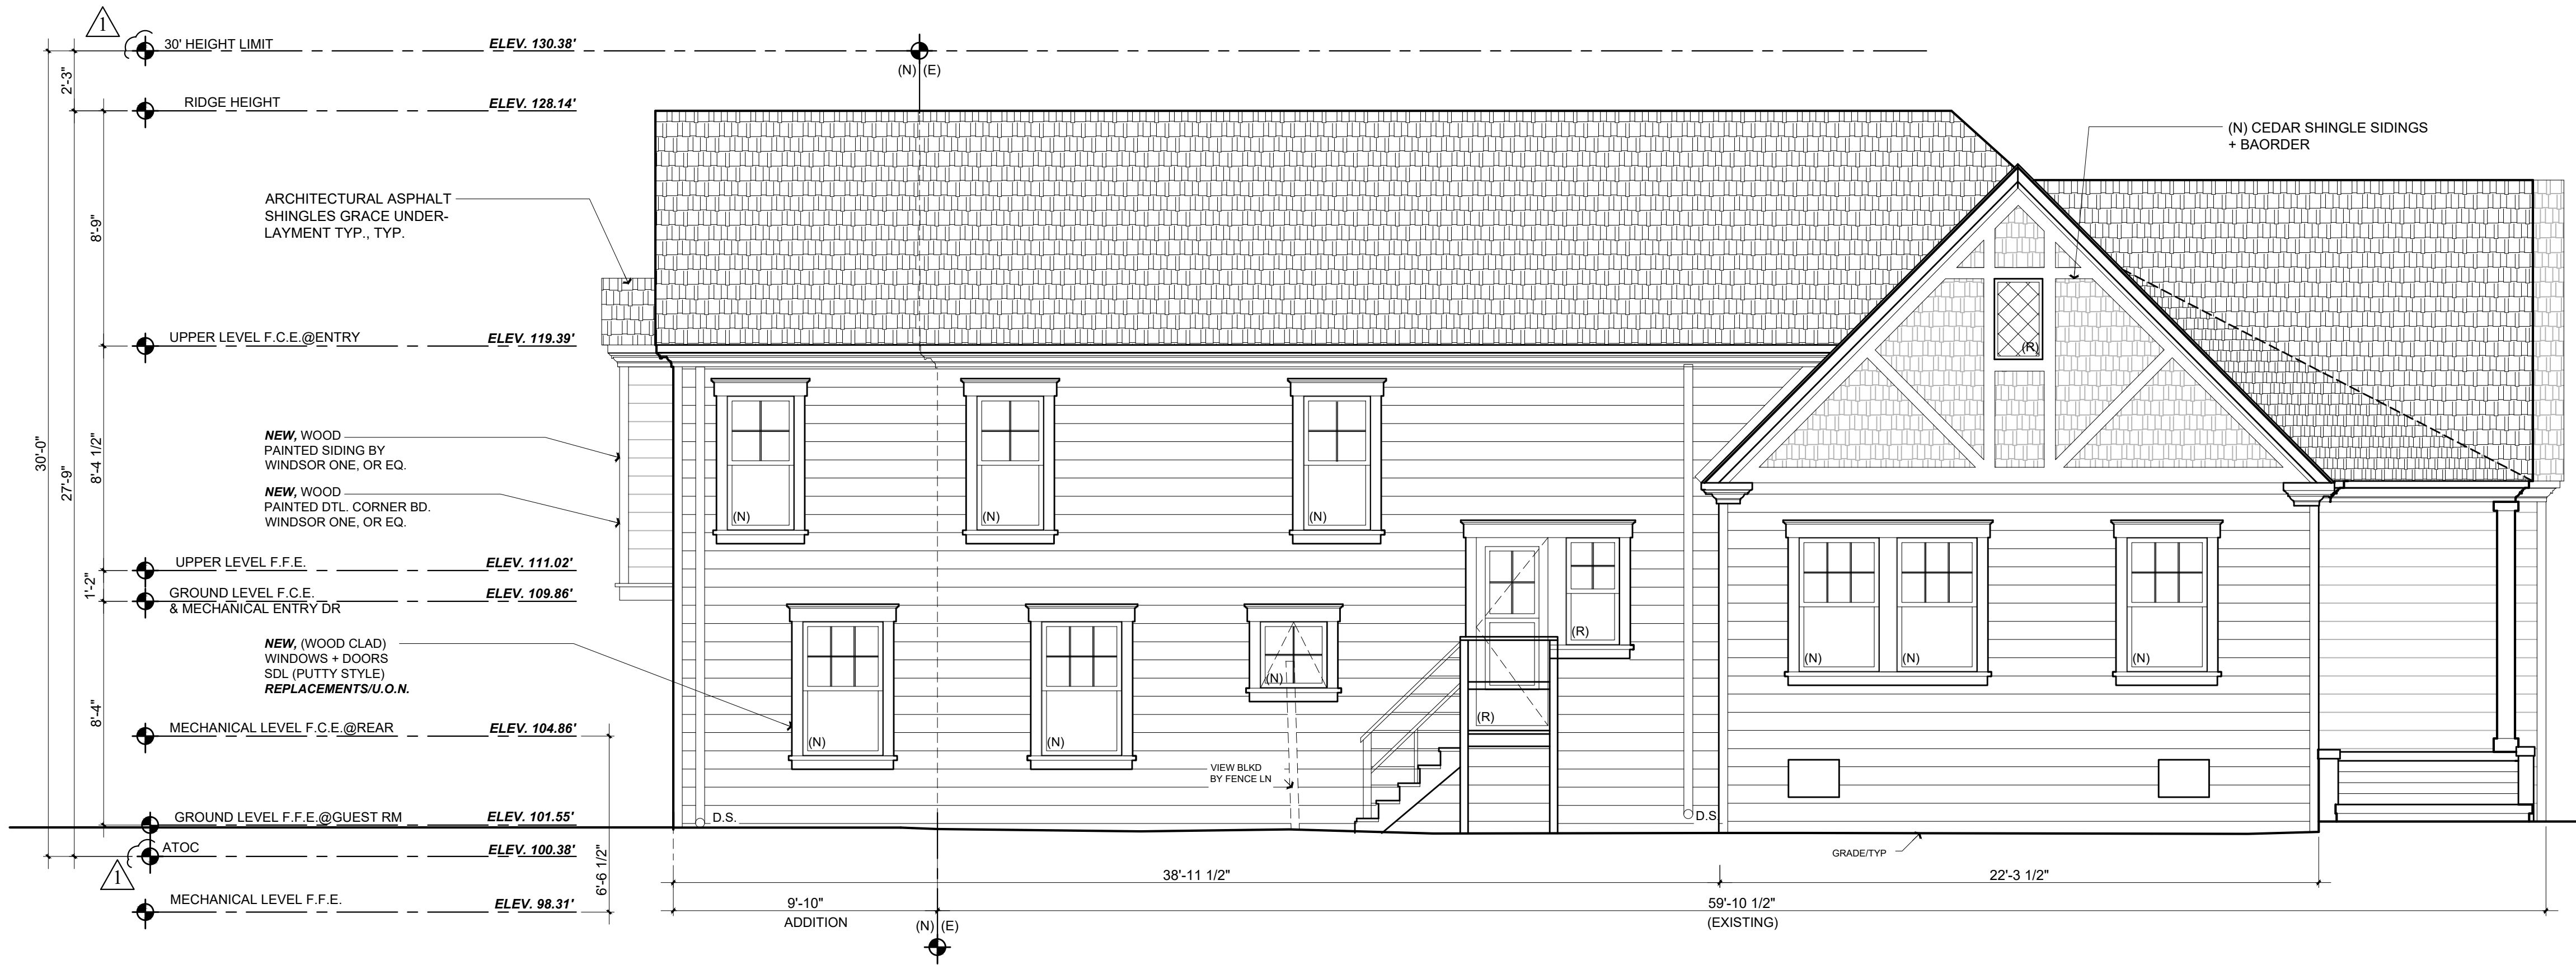 1
30' HEIGHT LIMIT
ELEV. 130.38'
(N) (E)
2'-3"
RIDGE HEIGHT
ELEV. 128.14'
(N) CEDAR SHINGLE SIDINGS
+ BAORDER
ARCHITECTURAL ASPHALT
SHINGLES GRACE UNDER-
LAYMENT TYP., TYP.
8'-9"
UPPER LEVEL F.C.E.@ENTRY
ELEV. 119.39'
(R)
30'-0"
27'-9"
8'-4 1/2"
NEW, WOOD
PAINTED SIDING BY
WINDSOR ONE, OR EQ.
NEW, WOOD
PAINTED DTL. CORNER BD.
WINDSOR ONE, OR EQ.
(N)
(N)
(N)
UPPER LEVEL F.F.E.
ELEV. 111.02'
1'-2"
GROUND LEVEL F.C.E.
& MECHANICAL ENTRY DR
ELEV. 109.86'
NEW, (WOOD CLAD)
WINDOWS + DOORS
SDL (PUTTY STYLE)
REPLACEMENTS/U.O.N.
(R)
(N)
(N)
(N)
(N)
8'-4"
(R)
MECHANICAL LEVEL F.C.E.@REAR
ELEV. 104.86'
(N)
(N)
VIEW BLKD
BY FENCE LN
GROUND LEVEL F.F.E.@GUEST RM
ELEV. 101.55'
D.S.
D.S.
ATOC
ELEV. 100.38'
GRADE/TYP
1
6'-6 1/2"
38'-11 1/2"
22'-3 1/2"
MECHANICAL LEVEL F.F.E.
ELEV. 98.31'
9'-10"
ADDITION
59'-10 1/2"
(EXISTING)
(N) (E)